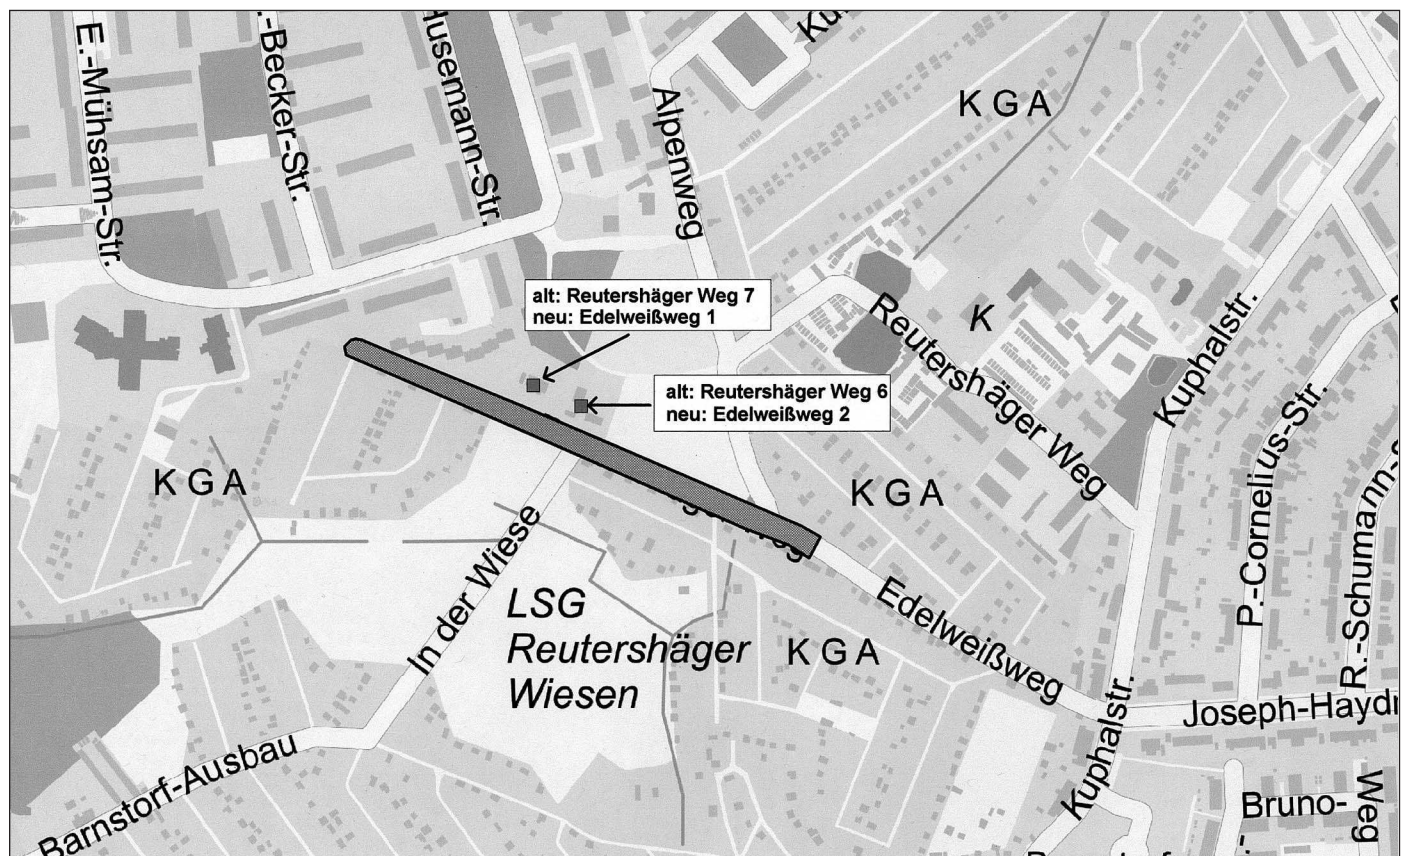 E.-Mühsam-Str.
.-Becker-Str.
Husemann-Str.
Alpenweg
K G A
alt: Reutershäger Weg 7
neu: Edelweißweg 1
K
Reutershäger Weg
Kuphalstr.
alt: Reutershäger Weg 6
neu: Edelweißweg 2
P.-Cornelius-Str.
R.-Schumann-S
K G A
K G A
In der Wiese
LSG
Reutershäger
Wiesen
K G A
Edelweißweg
Joseph-Haydn
Kuphalstr.
Barnstorf-Ausbau
Bruno-
Weg